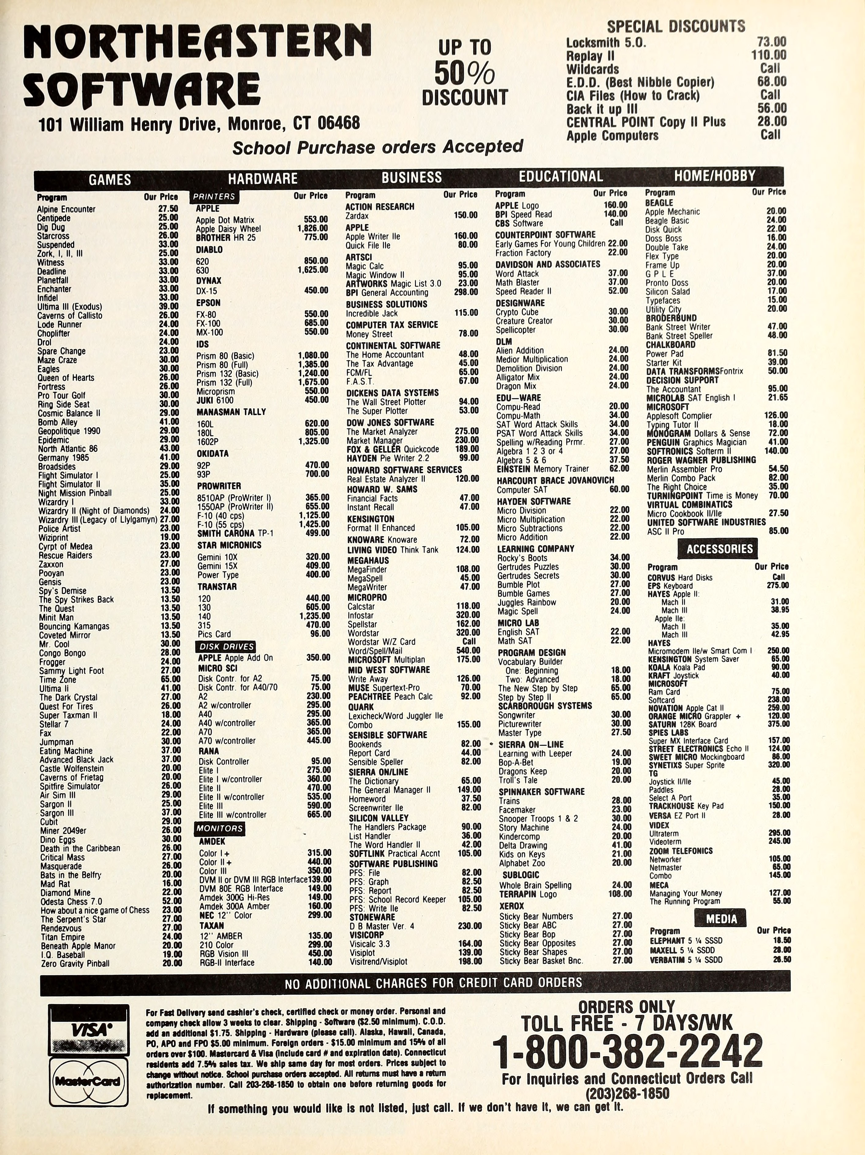 NORTHEASTERN
SOFTWARE
101 William Henry Drive, Monroe, CT 06468
UP TO
50%
DISCOUNT
SPECIAL DISCOUNTS
Locksmith 5.0. 73.00
Replay II 110.00
Wildcards Call
E.D.D. (Best Nibble Copier) 68.00
CIA Files (How to Crack) Call
Back it up III 56.00
CENTRAL POINT Copy II Plus 28.00
Apple Computers Call
School Purchase orders Accepted
GAMES
Program Our Price
Alpine Encounter 27.50
Centipede 25.00
Dig Dug 25.00
Starcross 26.00
Suspended 33.00
Zork, I, II, III 25.00
Witness 33.00
Deadline 33.00
Planetfall 33.00
Enchanter 33.00
Infidel 33.00
Ultima III (Exodus) 39.00
Caverns of Callisto 26.00
Lode Runner 24.00
Choplifter 24.00
Drol 24.00
Spare Change 23.00
Maze Craze 30.00
Eagles 30.00
Queen of Hearts 26.00
Fortress 26.00
Pro Tour Golf 30.00
Ring Side Seat 30.00
Cosmic Balance II 29.00
Bomb Alley 41.00
Geopolitique 1990 29.00
Epidemic 29.00
North Atlantic 86 43.00
Germany 1985 41.00
Broadsides 29.00
Flight Simulator I 25.00
Flight Simulator II 35.00
Night Mission Pinball 25.00
Wizardry I 33.00
Wizardry II (Night of Diamonds) 24.00
Wizardry III (Legacy of Llylgamyn) 27.00
Police Artist 23.00
Wiziprint 19.00
Cyrpt of Medea 23.00
Rescue Raiders 23.00
Zaxxon 27.00
Pooyan 23.00
Gensis 23.00
Spy's Demise 13.50
The Spy Strikes Back 13.50
The Quest 13.50
Minit Man 13.50
Bouncing Kamangas 13.50
Coveted Mirror 13.50
Mr. Cool 30.00
Congo Bongo 28.00
Frogger 24.00
Sammy Light Foot 27.00
Time Zone 65.00
Ultima II 41.00
The Dark Crystal 27.00
Quest For Tires 26.00
Super Taxman II 18.00
Stellar 7 24.00
Fax 22.00
Jumpman 30.00
Eating Machine 37.00
Advanced Black Jack 37.00
Castle Wolfenstein 20.00
Caverns of Frietag 20.00
Spitfire Simulator 26.00
Air Sim III 29.00
Sargon II 25.00
Sargon III 37.00
Cubit 29.00
Miner 2049er 26.00
Dino Eggs 30.00
Death in the Caribbean 26.00
Critical Mass 27.00
Masquerade 26.00
Bats in the Belfry 20.00
Mad Rat 16.00
Diamond Mine 22.00
Odesta Chess 7.0 52.00
How about a nice game of Chess 23.00
The Serpent's Star 27.00
Rendezvous 27.00
Titan Empire 24.00
Beneath Apple Manor 20.00
I.Q. Baseball 19.00
Zero Gravity Pinball 20.00
HARDWARE
PRINTERS Our Price
APPLE
Apple Dot Matrix 553.00
Apple Daisy Wheel 1,826.00
BROTHER HR 25 775.00
DIABLO
620 850.00
630 1,625.00
DYNAX
DX-15 450.00
EPSON
FX-80 550.00
FX-100 685.00
MX-100 550.00
IDS
Prism 80 (Basic) 1,080.00
Prism 80 (Full) 1,385.00
Prism 132 (Basic) 1,240.00
Prism 132 (Full) 1,675.00
Microprism 550.00
JUKI 6100 450.00
MANASMAN TALLY
160L 620.00
180L 805.00
1602P 1,325.00
OKIDATA
92P 470.00
93P 700.00
PROWRITER
8510AP (ProWriter I) 365.00
1550AP (ProWriter II) 655.00
F-10 (40 cps) 1,125.00
F-10 (55 cps) 1,425.00
SMITH CARONA TP-1 499.00
STAR MICRONICS
Gemini 10X 320.00
Gemini 15X 409.00
Power Type 400.00
TRANSTAR
120 440.00
130 605.00
140 1,235.00
315 470.00
Pics Card 96.00
DISK DRIVES
APPLE Apple Add On 350.00
MICRO SCI
Disk Contr. for A2 75.00
Disk Contr. for A40/70 75.00
A2 230.00
A2 w/controller 295.00
A40 295.00
A40 w/controller 365.00
A70 365.00
A70 w/controller 445.00
RANA
Disk Controller 95.00
Elite I 275.00
Elite I w/controller 360.00
Elite II 470.00
Elite II w/controller 535.00
Elite III 590.00
Elite III w/controller 665.00
MONITORS
AMDEK
Color I + 315.00
Color II + 440.00
Color III 350.00
DVM II or DVM III RGB Interface 139.00
DVM 80E RGB Interface 149.00
Amdek 300G Hi-Res 149.00
Amdek 300A Amber 160.00
NEC 12" Color 299.00
TAXAN
12" AMBER 135.00
210 Color 299.00
RGB Vision III 450.00
RGB-II Interface 140.00
BUSINESS
Program Our Price
ACTION RESEARCH
Zardax 150.00
APPLE
Apple Writer IIe 160.00
Quick File IIe 80.00
ARTSCI
Magic Calc 95.00
Magic Window II 95.00
ARTWORKS Magic List 3.0 23.00
BPI General Accounting 298.00
BUSINESS SOLUTIONS
Incredible Jack 115.00
COMPUTER TAX SERVICE
Money Street 78.00
CONTINENTAL SOFTWARE
The Home Accountant 48.00
The Tax Advantage 45.00
FCM/FL 65.00
F.A.S.T. 67.00
DICKENS DATA SYSTEMS
The Wall Street Plotter 94.00
The Super Plotter 53.00
DOW JONES SOFTWARE
The Market Analyzer 275.00
Market Manager 230.00
FOX & GELLER Quickcode 189.00
HAYDEN Pie Writer 2.2 99.00
HOWARD SOFTWARE SERVICES
Real Estate Analyzer II 120.00
HOWARD W. SAMS
Financial Facts 47.00
Instant Recall 47.00
KENSINGTON
Format II Enhanced 105.00
KNOWARE Knoware 72.00
LIVING VIDEO Think Tank 124.00
MEGAHAUS
MegaFinder 108.00
MegaSpell 45.00
MegaWriter 47.00
MICROPRO
Calcstar 118.00
Infostar 320.00
Spellstar 162.00
Wordstar 320.00
Wordstar W/Z Card Call
Word/Spell/Mail 540.00
MICROSOFT Multiplan 175.00
MID WEST SOFTWARE
Write Away 126.00
MUSE Supertext-Pro 70.00
PEACHTREE Peach Calc 92.00
QUARK
Lexicheck/Word Juggler IIe
Combo 155.00
SENSIBLE SOFTWARE
Bookends 82.00
Report Card 44.00
Sensible Speller 82.00
SIERRA ON/LINE
The Dictionary 65.00
The General Manager II 149.00
Homeword 37.50
Screenwriter IIe 82.00
SILICON VALLEY
The Handlers Package 90.00
List Handler 36.00
The Word Handler II 42.00
SOFTLINK Practical Accnt 105.00
SOFTWARE PUBLISHING
PFS: File 82.00
PFS: Graph 82.50
PFS: Report 82.50
PFS: School Record Keeper 105.00
PFS: Write IIe 82.50
STONEWARE
D B Master Ver. 4 230.00
VISICORP
Visicalc 3.3 164.00
Visiplot 139.00
Visitrend/Visiplot 198.00
EDUCATIONAL
Program Our Price
APPLE Logo 160.00
BPI Speed Read 140.00
CBS Software Call
COUNTERPOINT SOFTWARE
Early Games For Young Children 22.00
Fraction Factory 22.00
DAVIDSON AND ASSOCIATES
Word Attack 37.00
Math Blaster 37.00
Speed Reader II 52.00
DESIGNWARE
Crypto Cube 30.00
Creature Creator 30.00
Spellicopter 30.00
DLM
Alien Addition 24.00
Medior Multiplication 24.00
Demolition Division 24.00
Alligator Mix 24.00
Dragon Mix 24.00
EDU—WARE
Compu-Read 20.00
Compu-Math 34.00
SAT Word Attack Skills 34.00
PSAT Word Attack Skills 34.00
Spelling w/Reading Prmr. 27.00
Algebra 1 2 3 or 4 27.00
Algebra 5 & 6 37.50
EINSTEIN Memory Trainer 62.00
HARCOURT BRACE JOVANOVICH
Computer SAT 60.00
HAYDEN SOFTWARE
Micro Division 22.00
Micro Multiplication 22.00
Micro Subtractions 22.00
Micro Addition 22.00
LEARNING COMPANY
Rocky's Boots 34.00
Gertrudes Puzzles 30.00
Gertrudes Secrets 30.00
Bumble Plot 27.00
Bumble Games 27.00
Juggles Rainbow 20.00
Magic Spell 24.00
MICRO LAB
English SAT 22.00
Math SAT 22.00
PROGRAM DESIGN
Vocabulary Builder
One: Beginning 18.00
Two: Advanced 18.00
The New Step by Step 65.00
Step by Step II 65.00
SCARBOROUGH SYSTEMS
Songwriter 30.00
Picturewriter 30.00
Master Type 27.50
SIERRA ON—LINE
Learning with Leeper 24.00
Bop-A-Bet 19.00
Dragons Keep 20.00
Troll's Tale 20.00
SPINNAKER SOFTWARE
Trains 28.00
Facemaker 23.00
Snooper Troops 1 & 2 30.00
Story Machine 24.00
Kindercomp 20.00
Delta Drawing 41.00
Kids on Keys 21.00
Alphabet Zoo 20.00
SUBLOGIC
Whole Brain Spelling 24.00
TERRAPIN Logo 108.00
XEROX
Sticky Bear Numbers 27.00
Sticky Bear ABC 27.00
Sticky Bear Bop 27.00
Sticky Bear Opposites 27.00
Sticky Bear Shapes 27.00
Sticky Bear Basket Bnc. 27.00
HOME/HOBBY
Program Our Price
BEAGLE
Apple Mechanic 20.00
Beagle Basic 24.00
Disk Quick 22.00
Doss Boss 16.00
Double Take 24.00
Flex Type 20.00
Frame Up 20.00
G P L E 37.00
Pronto Doss 20.00
Silicon Salad 17.00
Typefaces 15.00
Utility City 20.00
BRODERBUND
Bank Street Writer 47.00
Bank Street Speller 48.00
CHALKBOARD
Power Pad 81.50
Starter Kit 39.00
DATA TRANSFORMS Fontrix 50.00
DECISION SUPPORT
The Accountant 95.00
MICROLAB SAT English I 21.65
MICROSOFT
Applesoft Complier 126.00
Typing Tutor II 18.00
MONOGRAM Dollars & Sense 72.00
PENGUIN Graphics Magician 41.00
SOFTRONICS Softerm II 140.00
ROGER WAGNER PUBLISHING
Merlin Assembler Pro 54.50
Merlin Combo Pack 82.00
The Right Choice 35.00
TURNINGPOINT Time is Money 70.00
VIRTUAL COMBINATICS
Micro Cookbook II/IIe 27.50
UNITED SOFTWARE INDUSTRIES
ASC II Pro 85.00
ACCESSORIES
Program Our Price
CORVUS Hard Disks Call
EPS Keyboard 275.00
HAYES Apple II:
Mach II 31.00
Mach III 38.95
Apple IIe:
Mach II 35.00
Mach III 42.95
HAYES
Micromodem IIe/w Smart Com I 250.00
KENSINGTON System Saver 65.00
KOALA Koala Pad 90.00
KRAFT Joystick 40.00
MICROSOFT
Ram Card 75.00
Softcard 238.00
NOVATION Apple Cat II 259.00
ORANGE MICRO Grappler + 120.00
SATURN 128K Board 375.00
SPIES LABS
Super MX Interface Card 157.00
STREET ELECTRONICS Echo II 124.00
SWEET MICRO Mockingboard 86.00
SYNETIXS Super Sprite 320.00
TG
Joystick II/IIe 45.00
Paddles 28.00
Select A Port 35.00
TRACKHOUSE Key Pad 150.00
VERSA EZ Port II 28.00
VIDEX
Ultraterm 295.00
Videoterm 245.00
ZOOM TELEFONICS
Networker 105.00
Netmaster 65.00
Combo 145.00
MECA
Managing Your Money 127.00
The Running Program 55.00
MEDIA
Program Our Price
ELEPHANT 5 ¼ SSSD 18.50
MAXELL 5 ¼ SSDD 28.00
VERBATIM 5 ¼ SSDD 26.50
NO ADDITIONAL CHARGES FOR CREDIT CARD ORDERS
VISA
MasterCard
For Fast Delivery send cashier's check, certified check or money order. Personal and
company check allow 3 weeks to clear. Shipping - Software ($2.50 minimum). C.O.D.
add an additional $1.75. Shipping - Hardware (please call). Alaska, Hawaii, Canada,
PO, APO and FPO $5.00 minimum. Foreign orders - $15.00 minimum and 15% of all
orders over $100. Mastercard & Visa (include card # and expiration date). Connecticut
residents add 7.5% sales tax. We ship same day for most orders. Prices subject to
change without notice. School purchase orders accepted. All returns must have a return
authorization number. Call 203-268-1850 to obtain one before returning goods for
replacement.
ORDERS ONLY
TOLL FREE - 7 DAYS/WK
1-800-382-2242
For Inquiries and Connecticut Orders Call
(203)268-1850
If something you would like is not listed, just call. If we don't have it, we can get it.